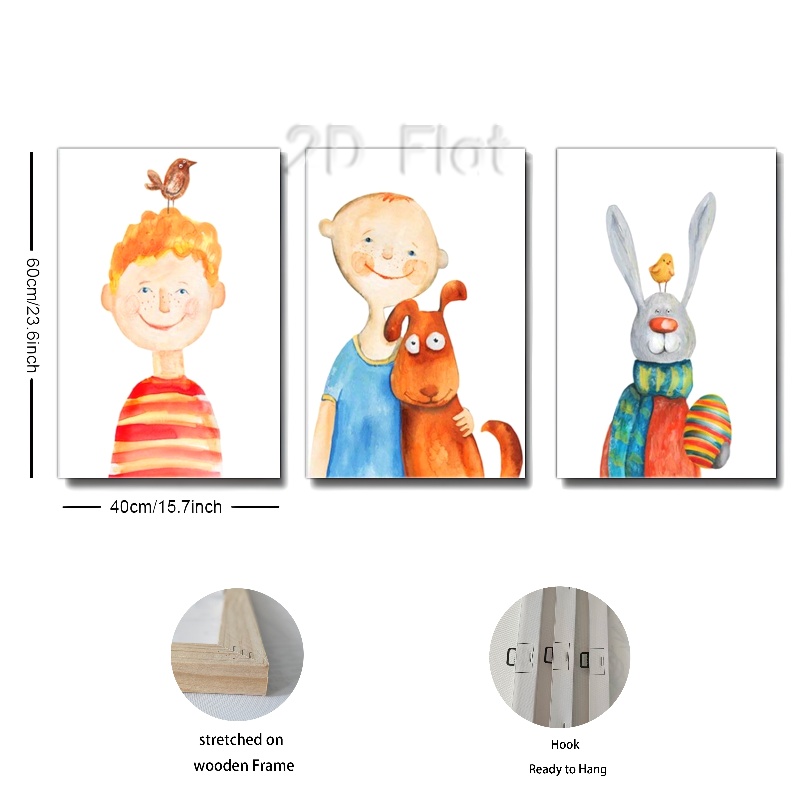 2D Flat
60cm/23.6inch
40cm/15.7inch
stretched on
wooden Frame
Hook
Ready to Hang